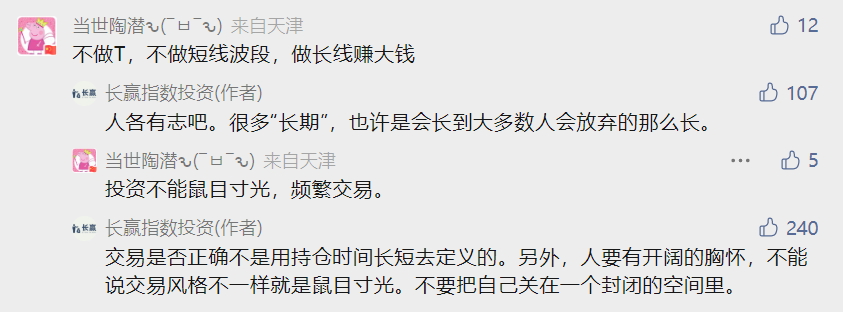 当世陶潜ԅ(¯ㅂ¯ԅ) 来自天津 12
不做T，不做短线波段，做长线赚大钱
长赢 长赢指数投资(作者) 107
人各有志吧。很多“长期”，也许是会长到大多数人会放弃的那么长。
当世陶潜ԅ(¯ㅂ¯ԅ) 来自天津 ••• 5
投资不能鼠目寸光，频繁交易。
长赢 长赢指数投资(作者) 240
交易是否正确不是用持仓时间长短去定义的。另外，人要有开阔的胸怀，不能
说交易风格不一样就是鼠目寸光。不要把自己关在一个封闭的空间里。